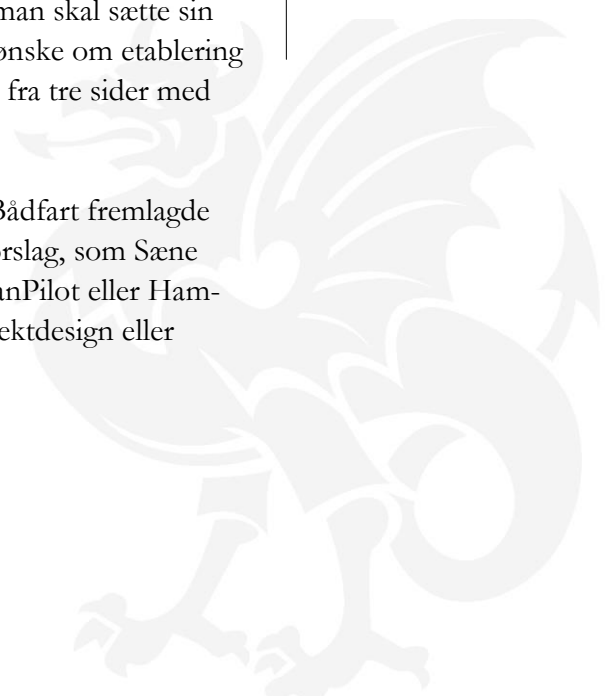 man skal sætte sin
ønske om etablering
fra tre sider med
Bådfart fremlagde
rslag, som Sæne
anPilot eller Ham-
ektdesign eller